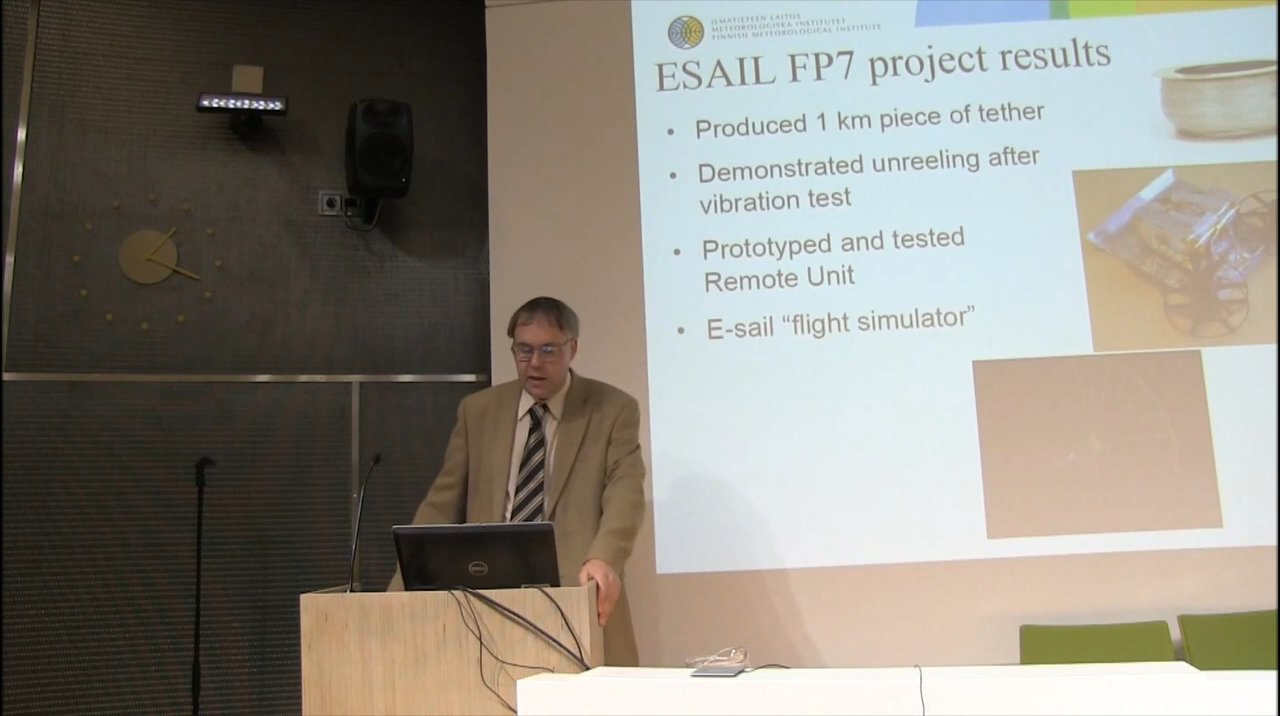 ILMATIETEEN LAITOS
METEOROLOGISKA INSTITUTET
FINNISH METEOROLOGICAL INSTITUTE
ESAIL FP7 project results
• Produced 1 km piece of tether
• Demonstrated unreeling after
vibration test
• Prototyped and tested
Remote Unit
• E-sail “flight simulator”
DELL